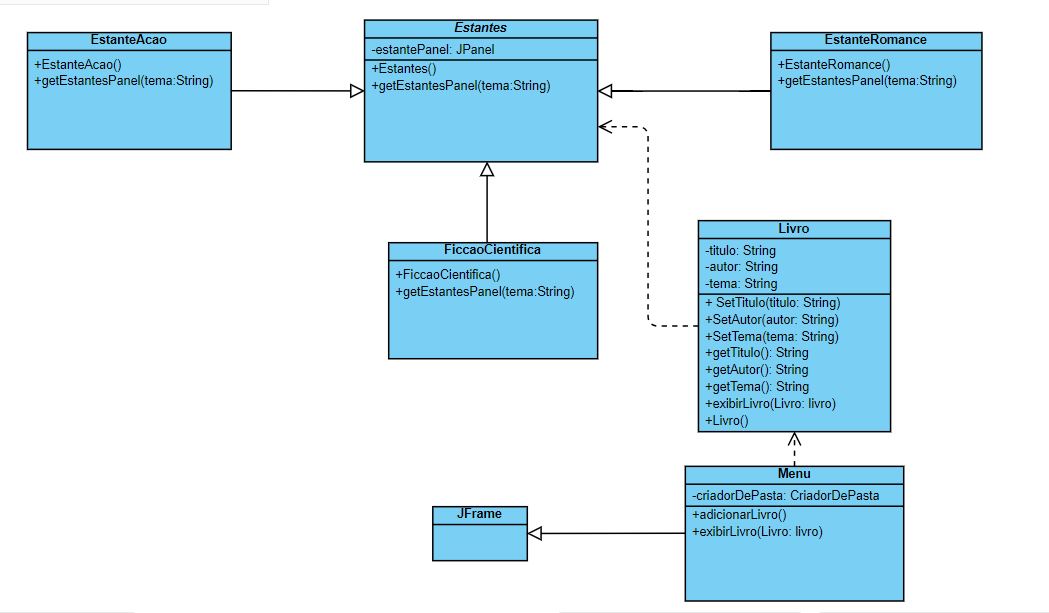 EstanteAcao
+EstanteAcao()
+getEstantesPanel(tema:String)
Estantes
-estantePanel: JPanel
+Estantes()
+getEstantesPanel(tema:String)
EstanteRomance
+EstanteRomance()
+getEstantesPanel(tema:String)
FiccaoCientifica
+FiccaoCientifica()
+getEstantesPanel(tema:String)
Livro
-titulo: String
-autor: String
-tema: String
+ SetTitulo(titulo: String)
+SetAutor(autor: String)
+SetTema(tema: String)
+getTitulo(): String
+getAutor(): String
+getTema(): String
+exibirLivro(Livro: livro)
+Livro()
Menu
-criadorDePasta: CriadorDePasta
+adicionarLivro()
+exibirLivro(Livro: livro)
JFrame